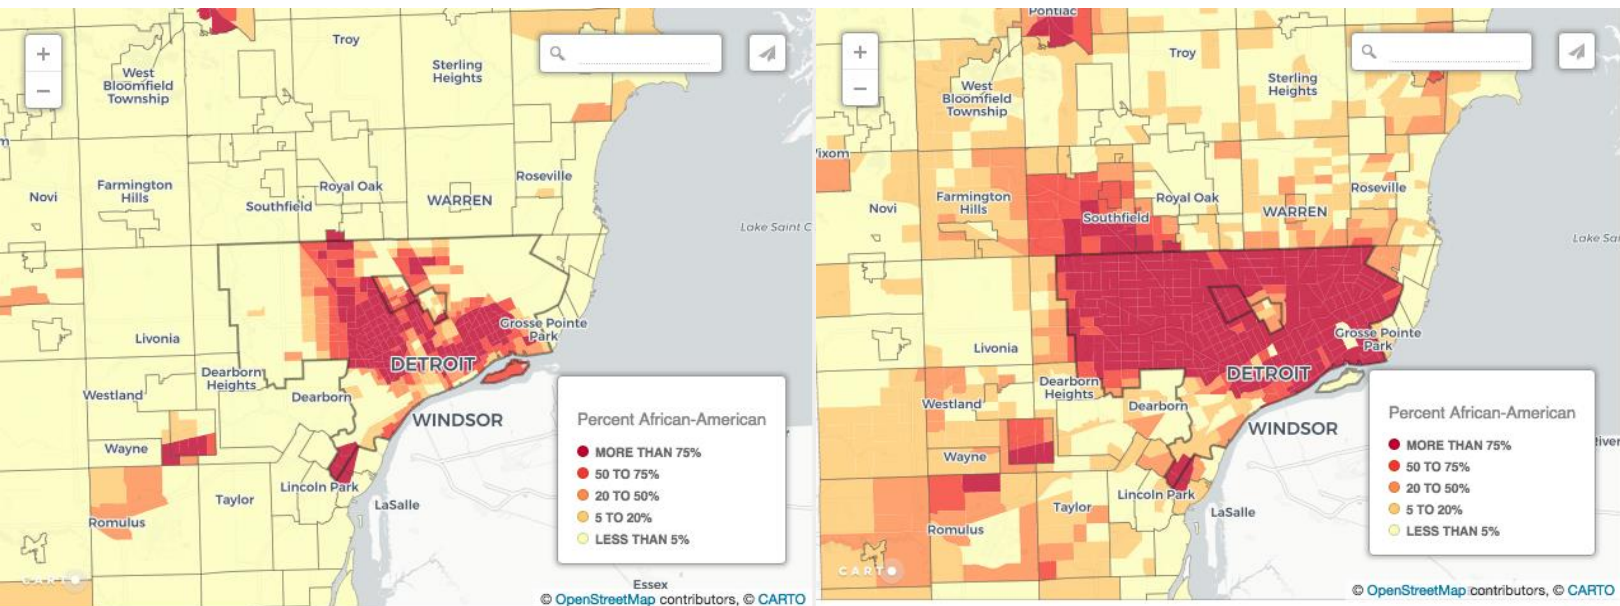 +
−
Troy
West
Bloomfield
Township
Sterling
Heights
Novi
Farmington
Hills
Southfield
Royal Oak
WARREN
Roseville
Lake Saint C
Livonia
Grosse Pointe
Park
DETROIT
Dearborn
Heights
Westland
Dearborn
WINDSOR
Wayne
Lincoln Park
Taylor
LaSalle
Romulus
Essex
Percent African-American
MORE THAN 75%
50 TO 75%
20 TO 50%
5 TO 20%
LESS THAN 5%
CARTO
© OpenStreetMap contributors, © CARTO
Pontiac
+
−
Troy
West
Bloomfield
Township
Sterling
Heights
ixom
Novi
Farmington
Hills
Southfield
Royal Oak
WARREN
Roseville
Lake Sai
Livonia
Grosse Pointe
Park
DETROIT
Dearborn
Heights
Westland
Dearborn
WINDSOR
Wayne
Lincoln Park
Taylor
LaSalle
Romulus
River
Percent African-American
MORE THAN 75%
50 TO 75%
20 TO 50%
5 TO 20%
LESS THAN 5%
CARTO
© OpenStreetMap contributors, © CARTO